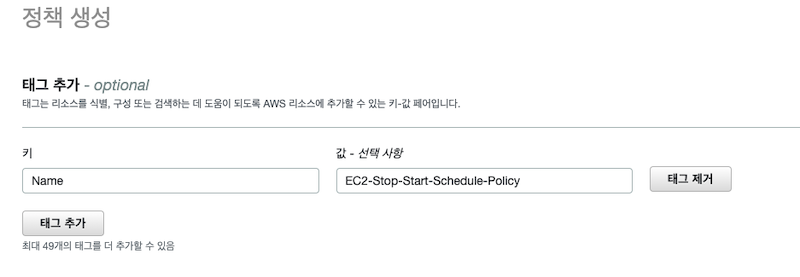 정책 생성
태그 추가 - optional
태그는 리소스를 식별, 구성 또는 검색하는 데 도움이 되도록 AWS 리소스에 추가할 수 있는 키-값 페어입니다.
키
값 - 선택 사항
Name
EC2-Stop-Start-Schedule-Policy
태그 제거
태그 추가
최대 49개의 태그를 더 추가할 수 있음